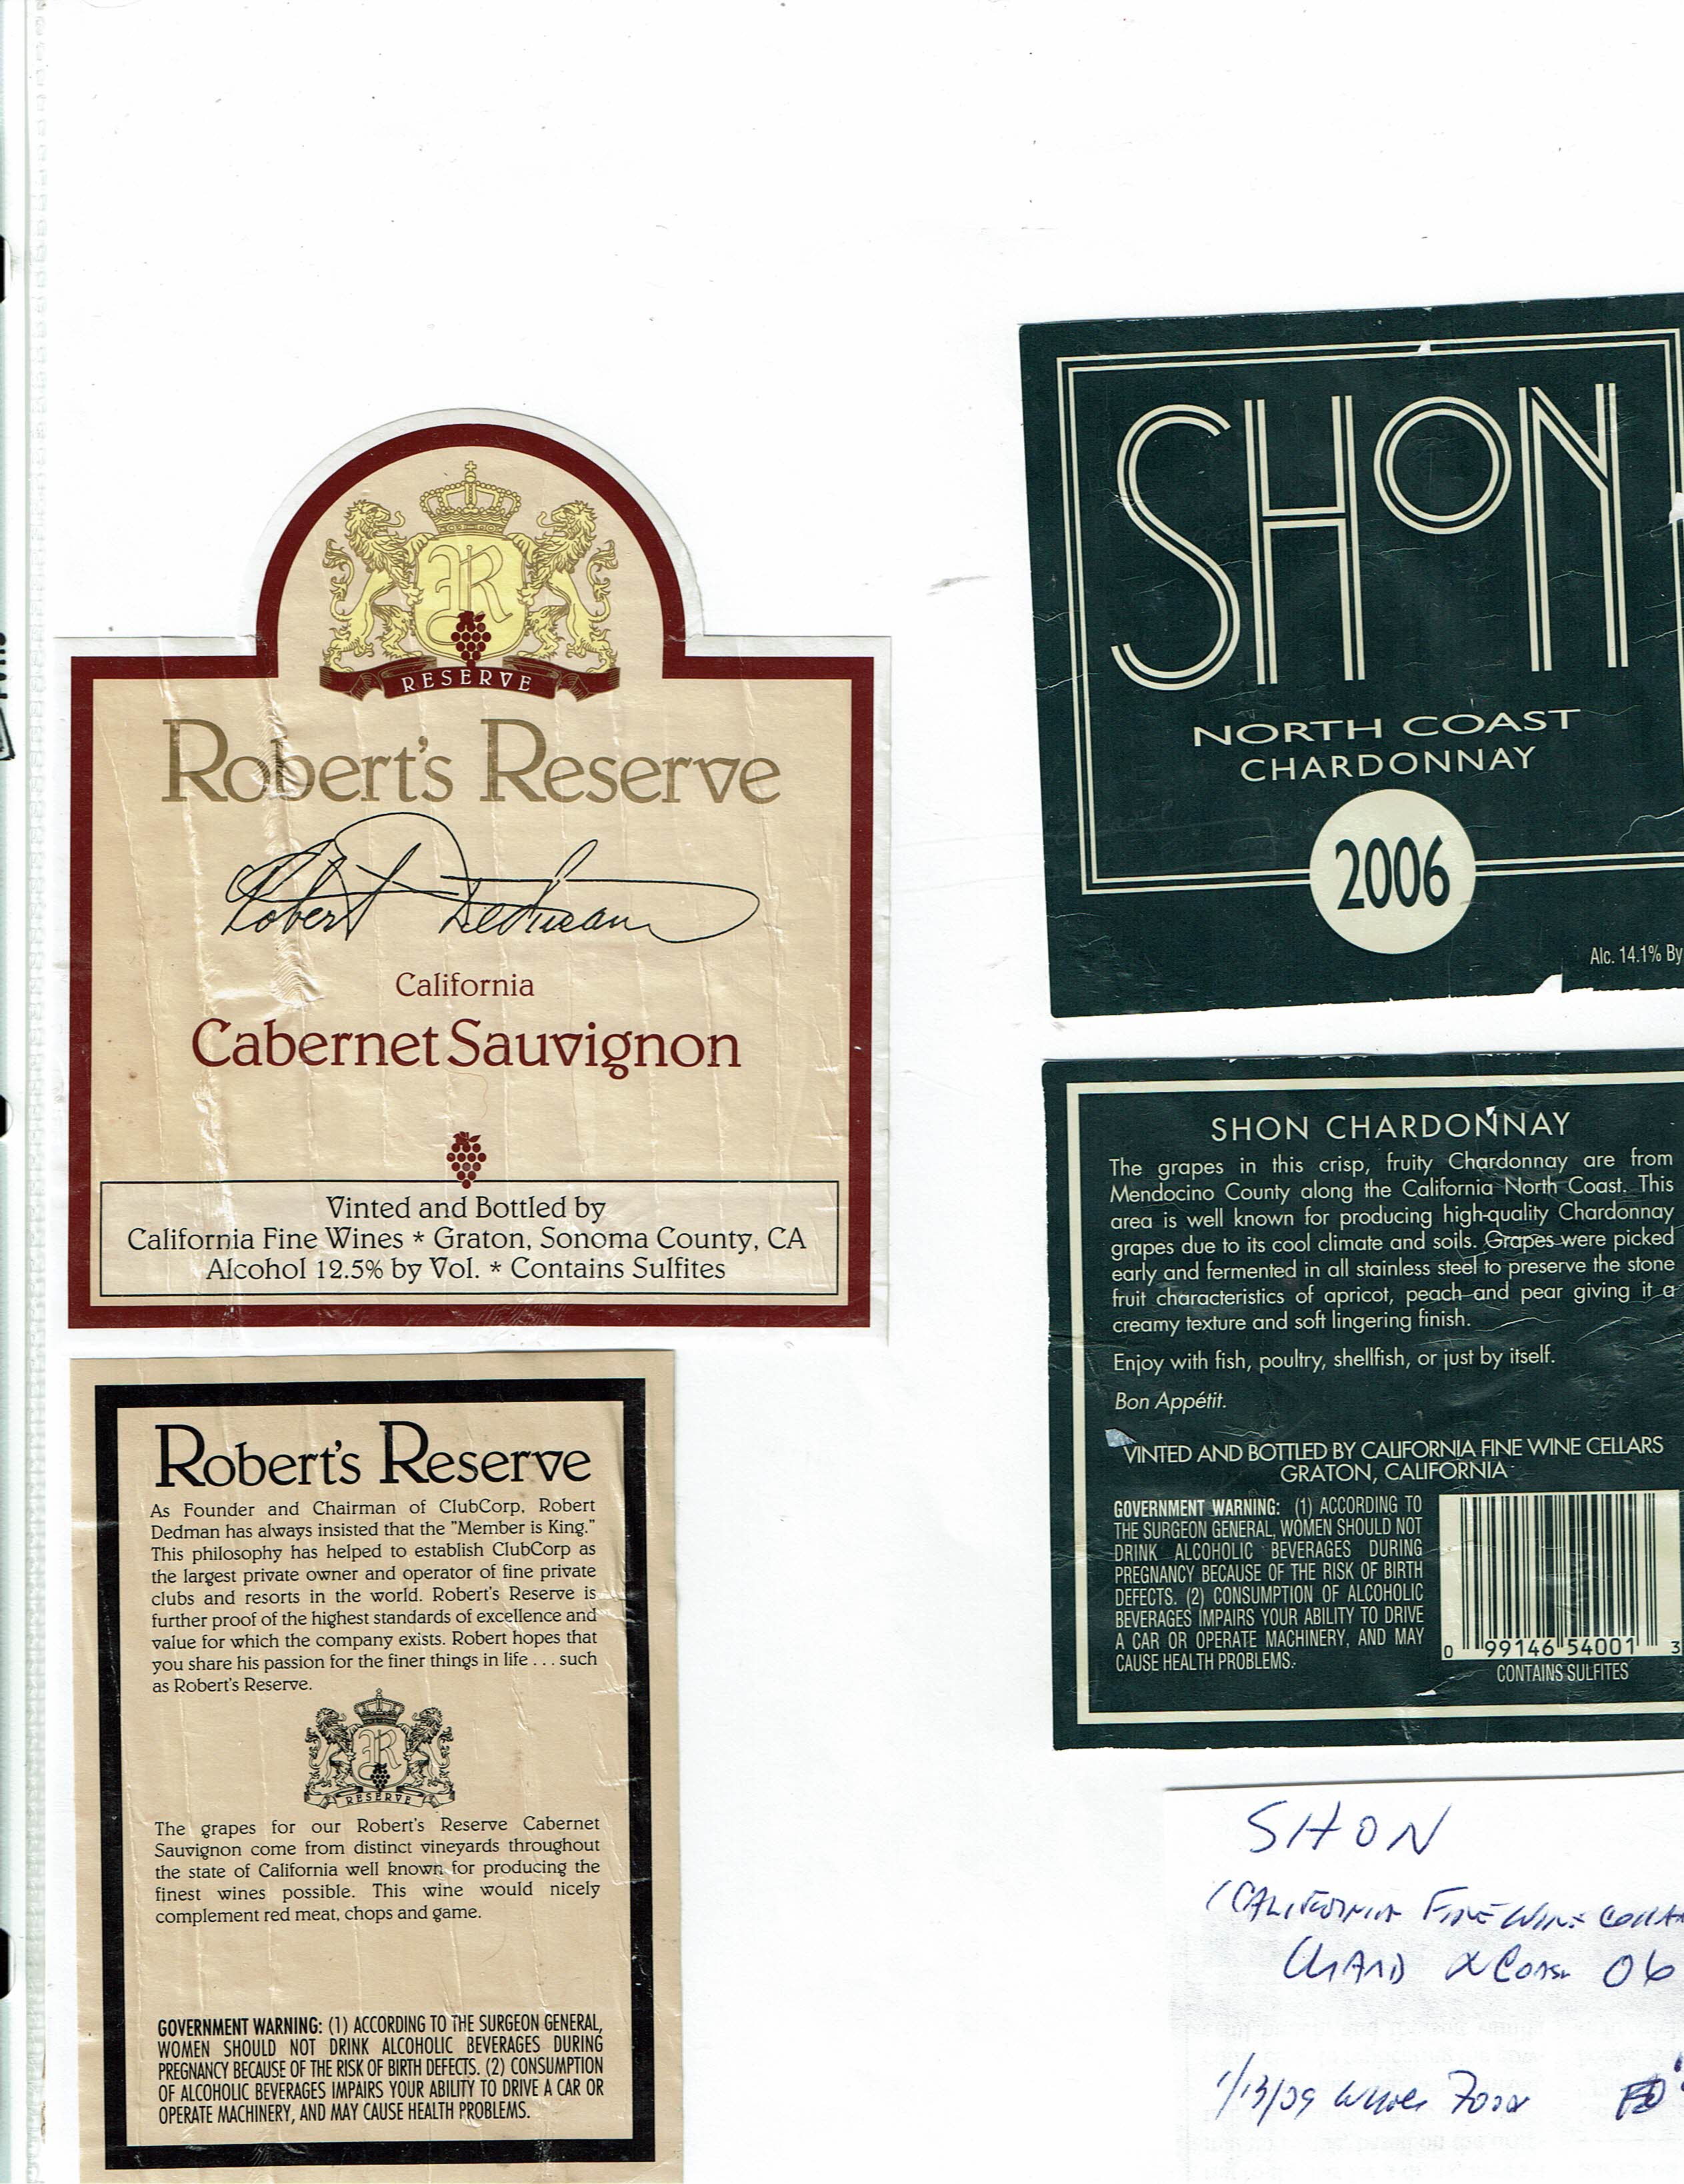 RESERVE
Robert's Reserve
Robert Dedman
California
Cabernet Sauvignon
Vinted and Bottled by
California Fine Wines * Graton, Sonoma County, CA
Alcohol 12.5% by Vol. * Contains Sulfites
Robert's Reserve
As Founder and Chairman of ClubCorp, Robert
Dedman has always insisted that the "Member is King."
This philosophy has helped to establish ClubCorp as
the largest private owner and operator of fine private
clubs and resorts in the world. Robert's Reserve is
further proof of the highest standards of excellence and
value for which the company exists. Robert hopes that
you share his passion for the finer things in life . . . such
as Robert's Reserve.
R
RESERVE
The grapes for our Robert's Reserve Cabernet
Sauvignon come from distinct vineyards throughout
the state of California well known for producing the
finest wines possible. This wine would nicely
complement red meat, chops and game.
GOVERNMENT WARNING: (1) ACCORDING TO THE SURGEON GENERAL,
WOMEN SHOULD NOT DRINK ALCOHOLIC BEVERAGES DURING
PREGNANCY BECAUSE OF THE RISK OF BIRTH DEFECTS. (2) CONSUMPTION
OF ALCOHOLIC BEVERAGES IMPAIRS YOUR ABILITY TO DRIVE A CAR OR
OPERATE MACHINERY, AND MAY CAUSE HEALTH PROBLEMS.
SHON
NORTH COAST
CHARDONNAY
2006
Alc. 14.1% By
SHON CHARDONNAY
The grapes in this crisp, fruity Chardonnay are from
Mendocino County along the California North Coast. This
area is well known for producing high-quality Chardonnay
grapes due to its cool climate and soils. Grapes were picked
early and fermented in all stainless steel to preserve the stone
fruit characteristics of apricot, peach and pear giving it a
creamy texture and soft lingering finish.
Enjoy with fish, poultry, shellfish, or just by itself.
Bon Appétit.
VINTED AND BOTTLED BY CALIFORNIA FINE WINE CELLARS
GRATON, CALIFORNIA
GOVERNMENT WARNING: (1) ACCORDING TO
THE SURGEON GENERAL, WOMEN SHOULD NOT
DRINK ALCOHOLIC BEVERAGES DURING
PREGNANCY BECAUSE OF THE RISK OF BIRTH
DEFECTS. (2) CONSUMPTION OF ALCOHOLIC
BEVERAGES IMPAIRS YOUR ABILITY TO DRIVE
A CAR OR OPERATE MACHINERY, AND MAY
CAUSE HEALTH PROBLEMS.
0 99146 54001 3
CONTAINS SULFITES
SHON
(CALIFORNIA FINE WINE
CHARD 06
1/13/09